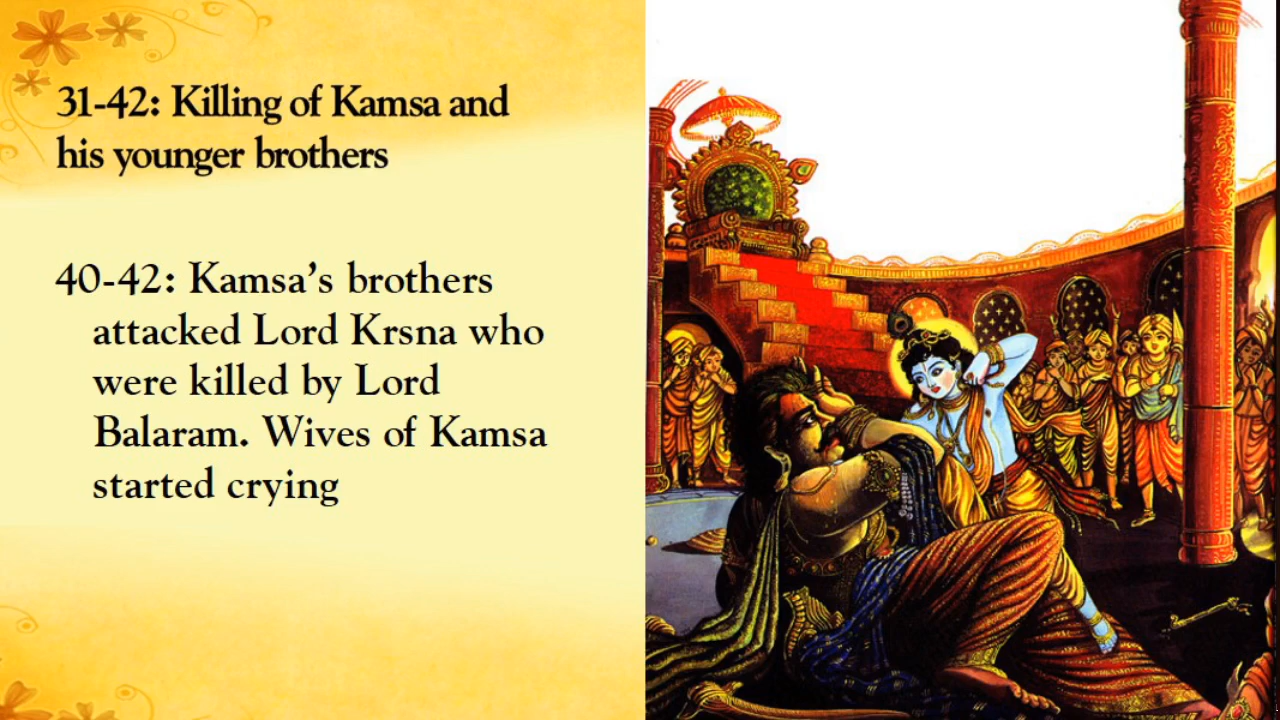 31-42: Killing of Kamsa and
his younger brothers
40-42: Kamsa’s brothers
attacked Lord Krsna who
were killed by Lord
Balaram. Wives of Kamsa
started crying